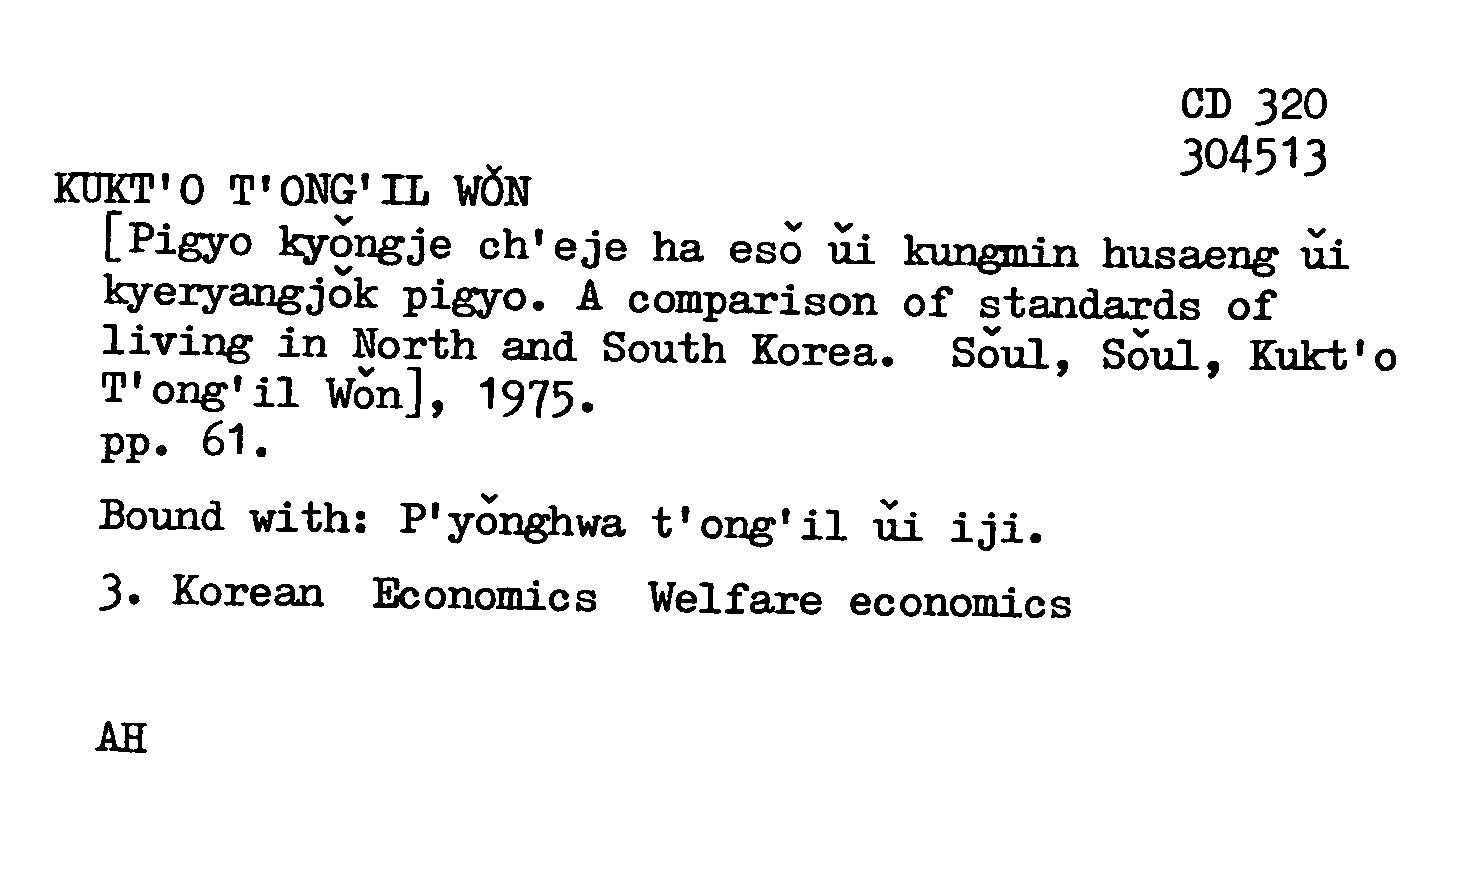 CD 320
304513
KUKT'O T'ONG'IL WŎN
[Pigyo kyŏngje ch'eje ha esŏ ŭi kungmin husaeng ŭi
kyeryangjŏk pigyo. A comparison of standards of
living in North and South Korea. Sŏul, Sŏul, Kukt'o
T'ong'il Wŏn], 1975.
pp. 61.
Bound with: P'yŏnghwa t'ong'il ŭi iji.
3. Korean Economics Welfare economics
AH